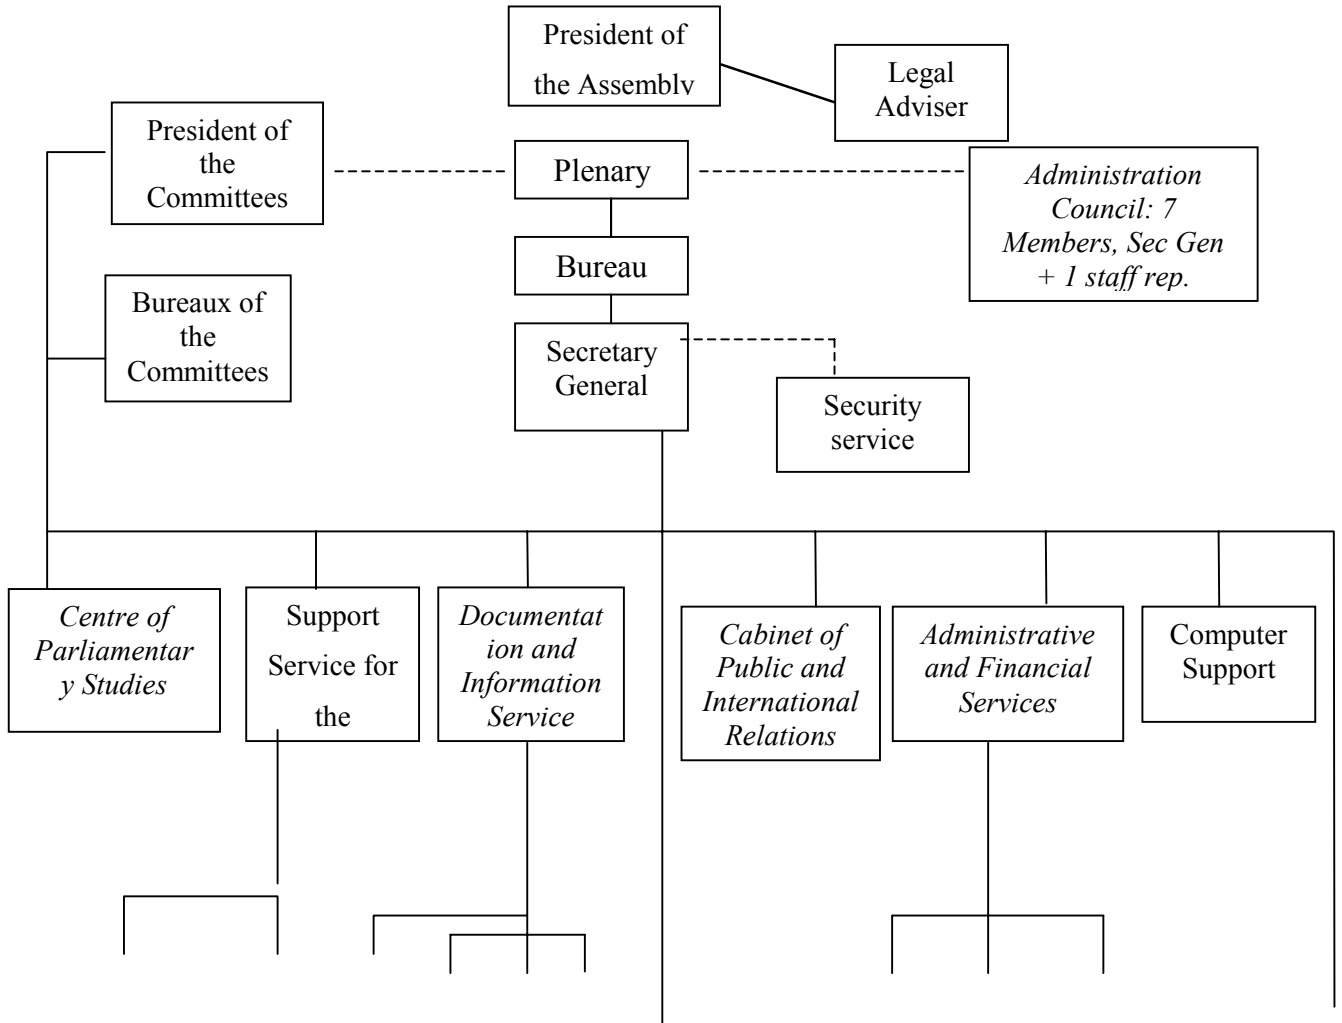 President of
the Assembly
Legal
Adviser
President of
the
Committees
Plenary
Administration
Council: 7
Members, Sec Gen
+ 1 staff rep.
Bureau
Bureaux of
the
Committees
Secretary
General
Security
service
Centre of
Parliamentar
y Studies
Support
Service for
the
Documentat
ion and
Information
Service
Cabinet of
Public and
International
Relations
Administrative
and Financial
Services
Computer
Support